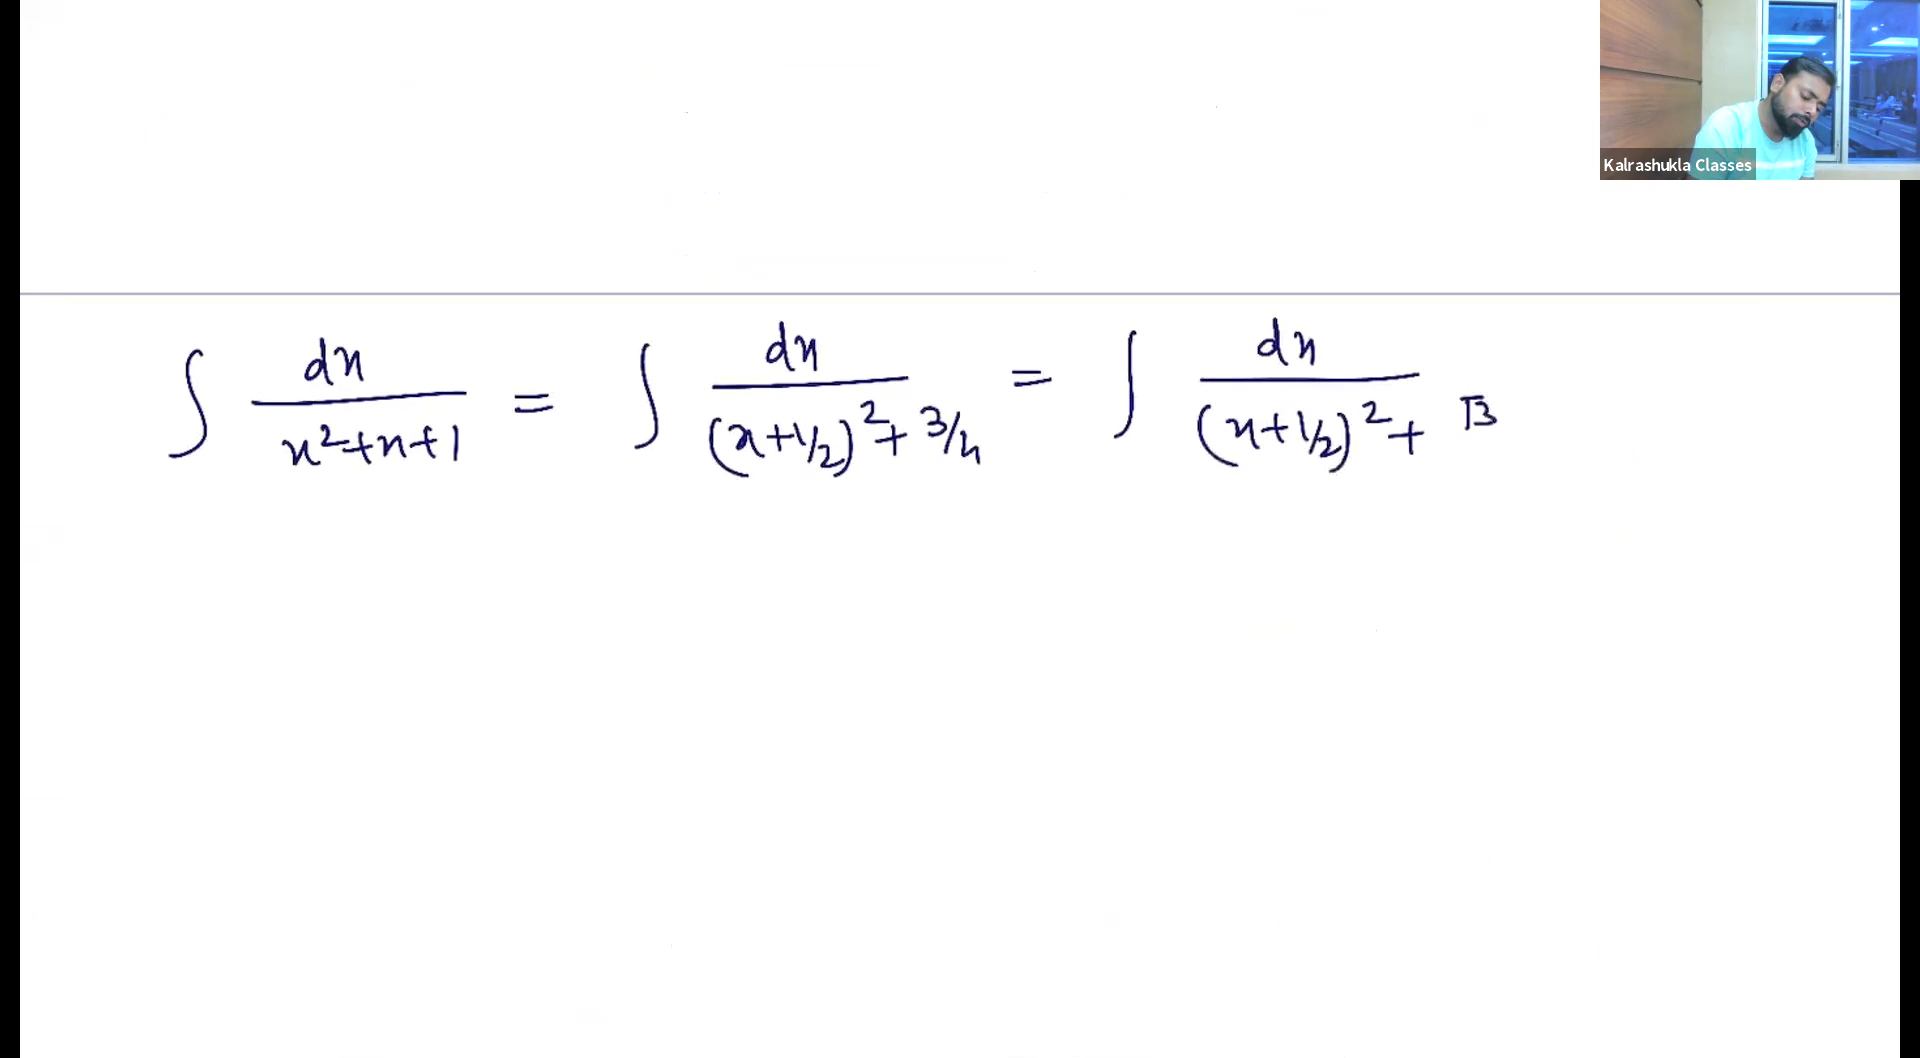 Kalrashukla Classes
∫ dx/(x²+x+1) = ∫ dx/((x+1/2)²+3/4) = ∫ dx/((x+1/2)²+ √3